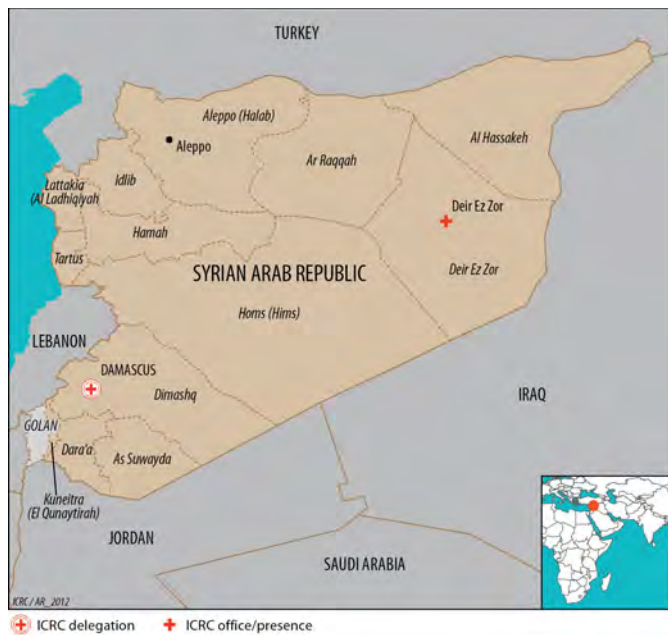 TURKEY
Aleppo (Halab)
Aleppo
Al Hassakeh
Ar Raqqah
Idlib
Lattakia
(Al Ladhiqiyah)
Deir Ez Zor
Hamah
Tartus
SYRIAN ARAB REPUBLIC
Deir Ez Zor
Homs (Hims)
LEBANON
DAMASCUS
Dimashq
IRAQ
GOLAN
Dara'a
As Suwayda
Kuneitra
(El Qunaytirah)
JORDAN
SAUDI ARABIA
ICRC / AR_2012
ICRC delegation
ICRC office/presence